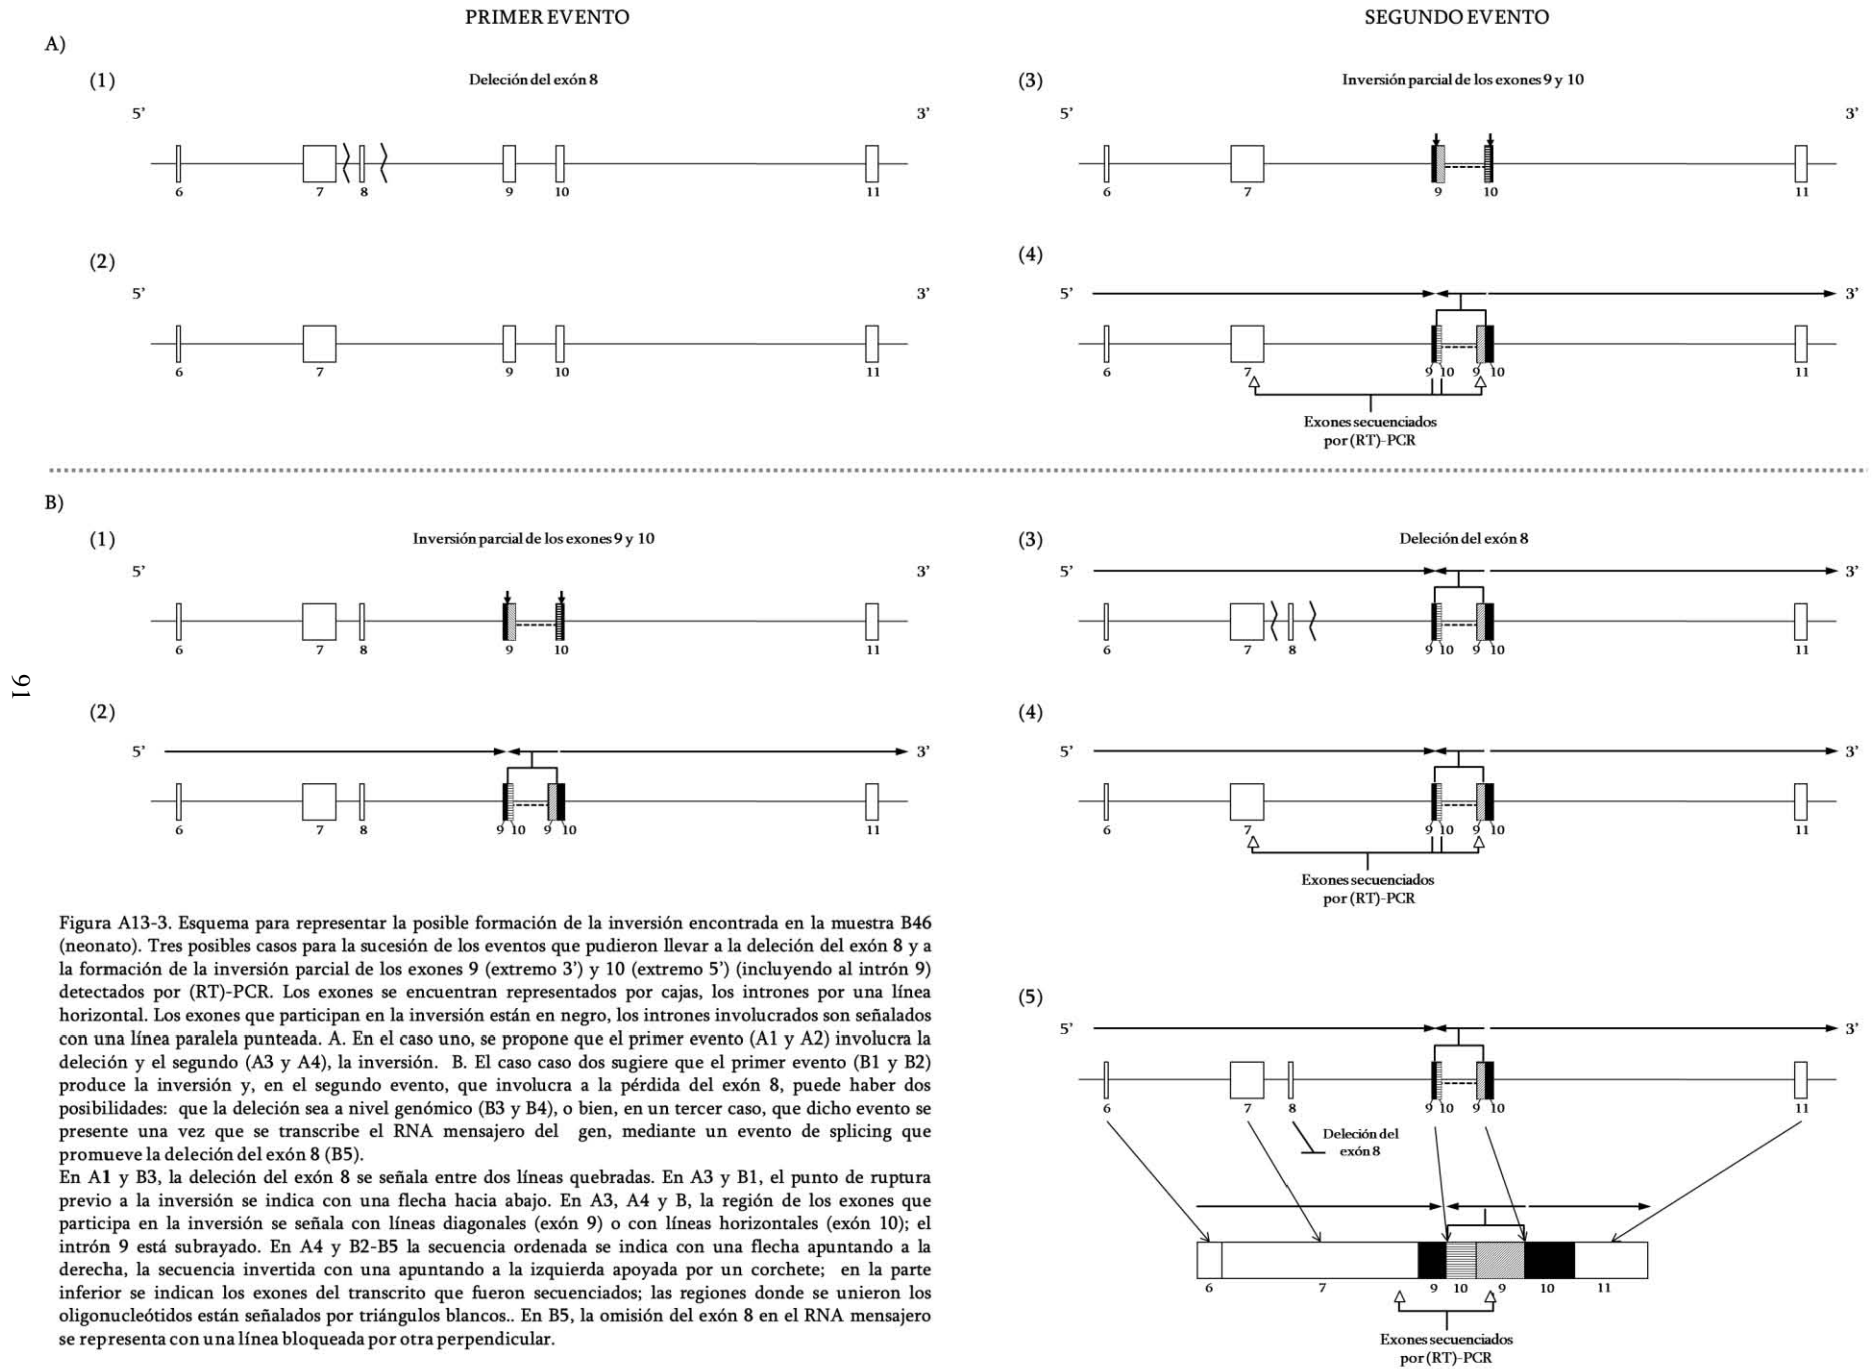 PRIMER EVENTO
SEGUNDO EVENTO
A)
(1)
Deleción del exón 8
5’ 3’
6 7 8 9 10 11
(2)
5’ 3’
6 7 9 10 11
(3)
Inversión parcial de los exones 9 y 10
5’ 3’
6 7 9 10 11
(4)
5’ 3’
6 7 9 10 9 10 11
Exones secuenciados
por (RT)-PCR
B)
(1)
Inversión parcial de los exones 9 y 10
5’ 3’
6 7 8 9 10 11
(2)
5’ 3’
6 7 8 9 10 9 10 11
(3)
Deleción del exón 8
5’ 3’
6 7 8 9 10 9 10 11
(4)
5’ 3’
6 7 9 10 9 10 11
Exones secuenciados
por (RT)-PCR
(5)
5’ 3’
6 7 8 9 10 9 10 11
Deleción del
exón 8
6 7 9 10 9 10 11
Exones secuenciados
por (RT)-PCR
Figura A13-3. Esquema para representar la posible formación de la inversión encontrada en la muestra B46
(neonato). Tres posibles casos para la sucesión de los eventos que pudieron llevar a la deleción del exón 8 y a
la formación de la inversión parcial de los exones 9 (extremo 3’) y 10 (extremo 5’) (incluyendo al intrón 9)
detectados por (RT)-PCR. Los exones se encuentran representados por cajas, los intrones por una línea
horizontal. Los exones que participan en la inversión están en negro, los intrones involucrados son señalados
con una línea paralela punteada. A. En el caso uno, se propone que el primer evento (A1 y A2) involucra la
deleción y el segundo (A3 y A4), la inversión. B. El caso caso dos sugiere que el primer evento (B1 y B2)
produce la inversión y, en el segundo evento, que involucra a la pérdida del exón 8, puede haber dos
posibilidades: que la deleción sea a nivel genómico (B3 y B4), o bien, en un tercer caso, que dicho evento se
presente una vez que se transcribe el RNA mensajero del gen, mediante un evento de splicing que
promueve la deleción del exón 8 (B5).
En A1 y B3, la deleción del exón 8 se señala entre dos líneas quebradas. En A3 y B1, el punto de ruptura
previo a la inversión se indica con una flecha hacia abajo. En A3, A4 y B, la región de los exones que
participa en la inversión se señala con líneas diagonales (exón 9) o con líneas horizontales (exón 10); el
intrón 9 está subrayado. En A4 y B2-B5 la secuencia ordenada se indica con una flecha apuntando a la
derecha, la secuencia invertida con una apuntando a la izquierda apoyada por un corchete; en la parte
inferior se indican los exones del transcrito que fueron secuenciados; las regiones donde se unieron los
oligonucleótidos están señalados por triángulos blancos.. En B5, la omisión del exón 8 en el RNA mensajero
se representa con una línea bloqueada por otra perpendicular.
91